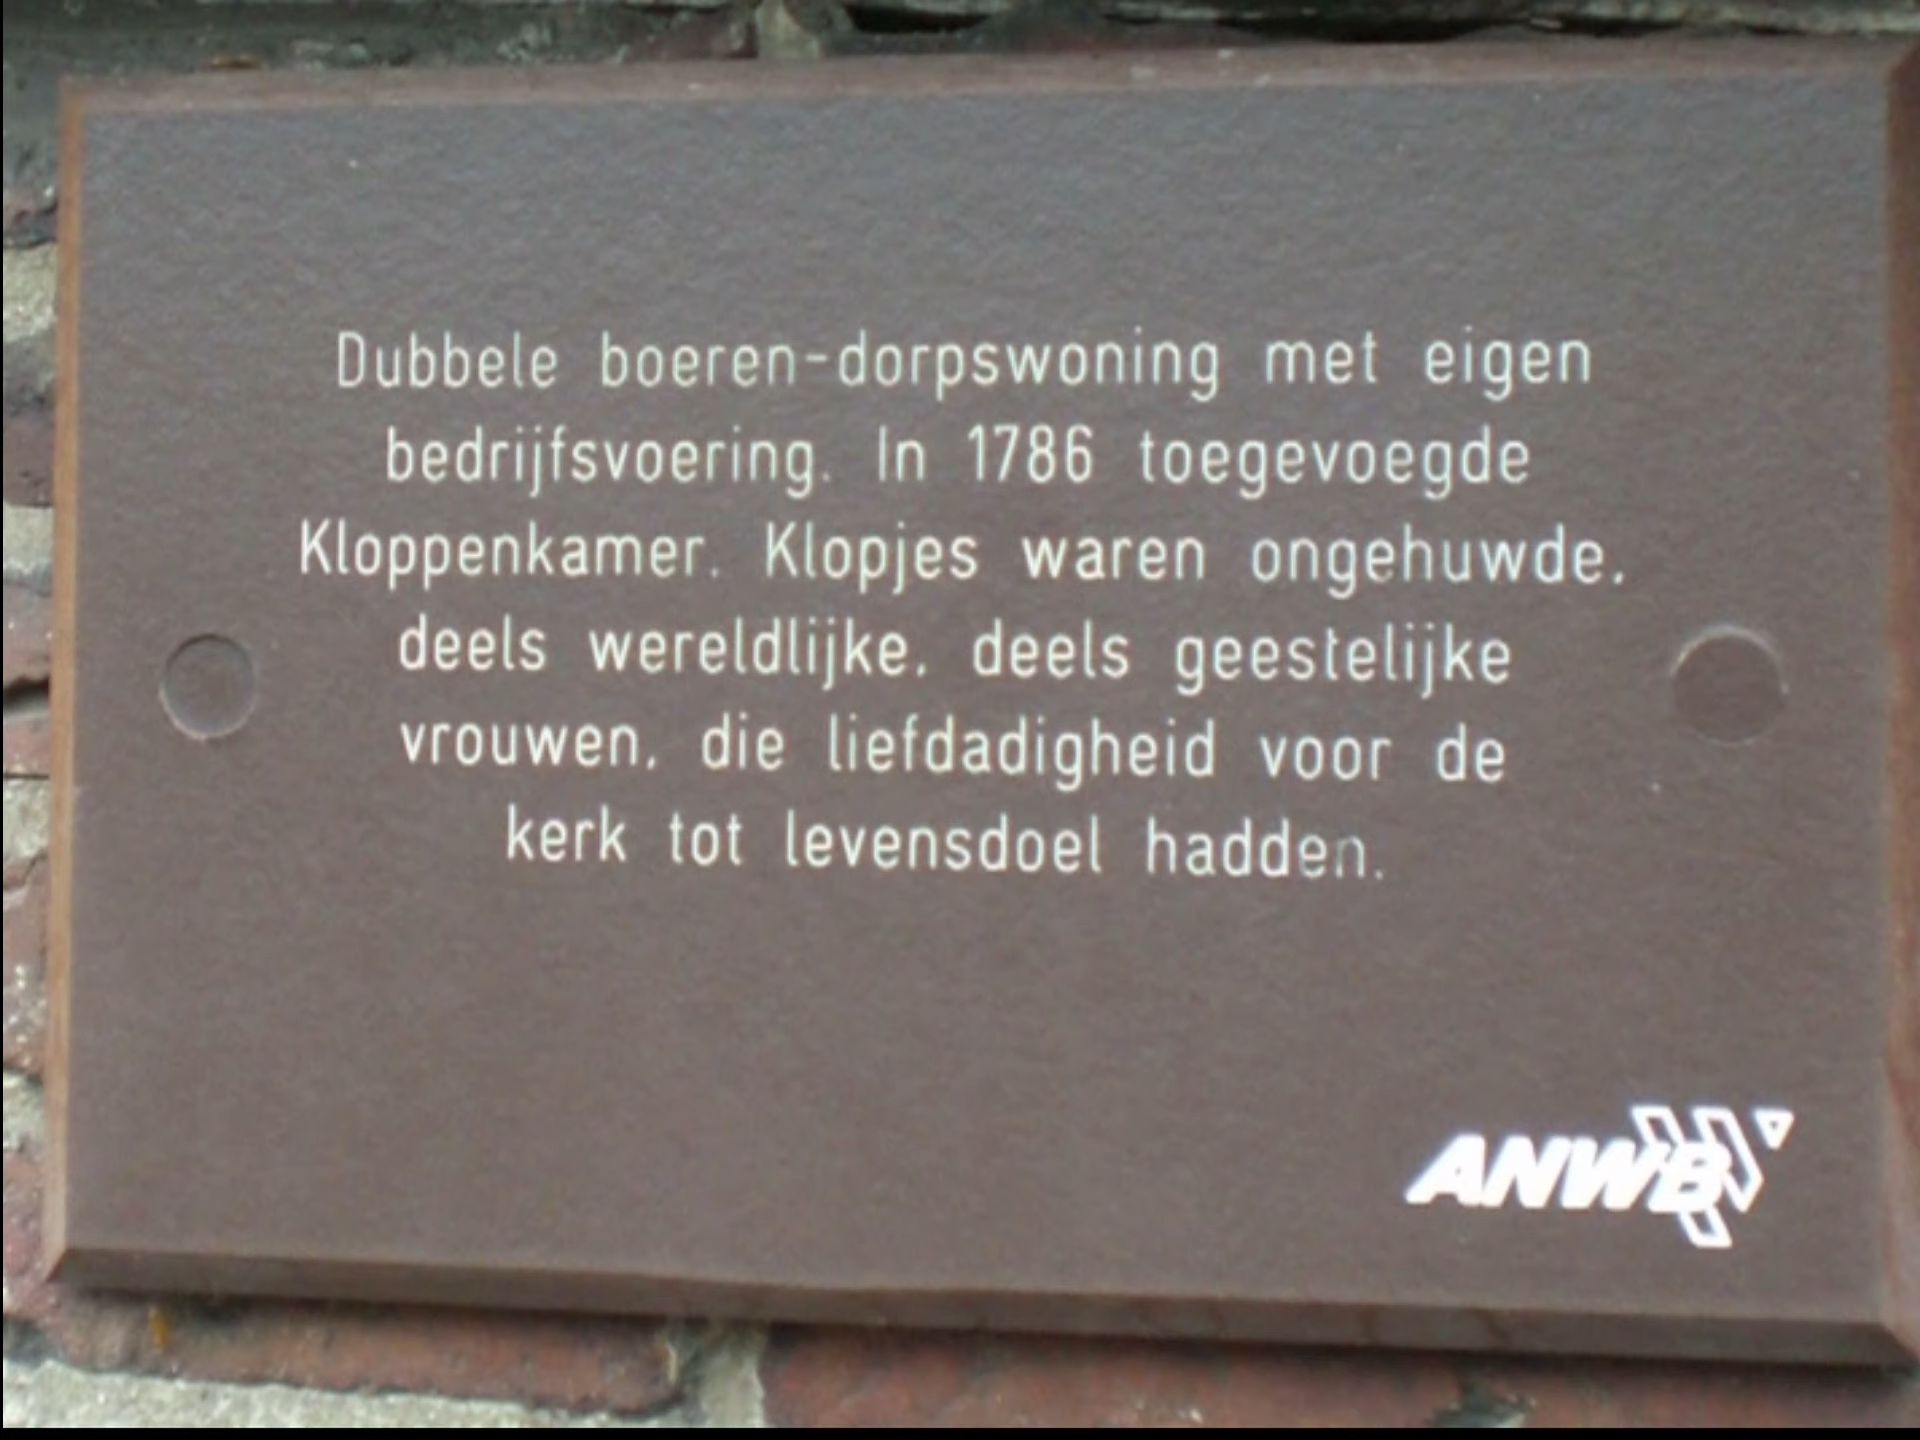 Dubbele boeren-dorpswoning met eigen
bedrijfsvoering. In 1786 toegevoegde
Kloppenkamer. Klopjes waren ongehuwde,
deels wereldlijke, deels geestelijke
vrouwen, die liefdadigheid voor de
kerk tot levensdoel hadden.
ANWB